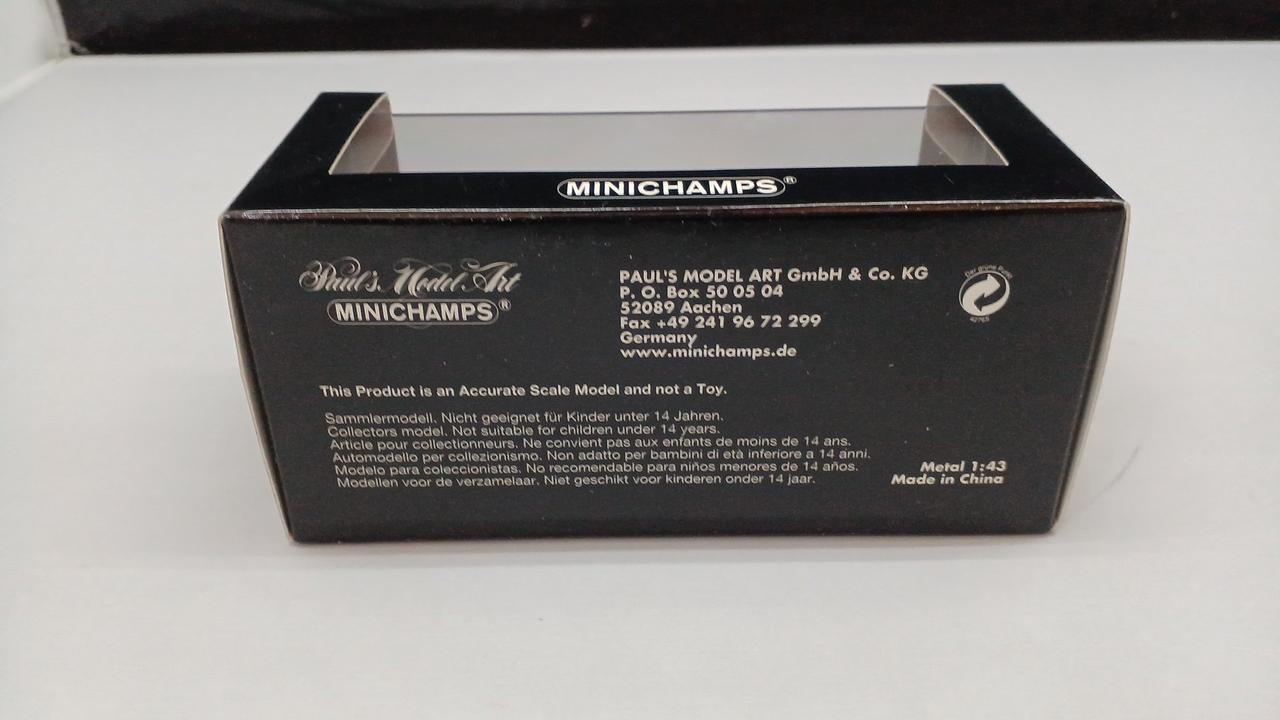 MINICHAMPS®
Paul's Model Art
MINICHAMPS®
PAUL'S MODEL ART GmbH & Co. KG
P. O. Box 50 05 04
52089 Aachen
Fax +49 241 96 72 299
Germany
www.minichamps.de
Der grüne Punkt
42765
This Product is an Accurate Scale Model and not a Toy.
Sammlermodell. Nicht geeignet für Kinder unter 14 Jahren.
Collectors model. Not suitable for children under 14 years.
Article pour collectionneurs. Ne convient pas aux enfants de moins de 14 ans.
Automodello per collezionismo. Non adatto per bambini di età inferiore a 14 anni.
Modelo para coleccionistas. No recomendable para niños menores de 14 años.
Modellen voor de verzamelaar. Niet geschikt voor kinderen onder 14 jaar.
Metal 1:43
Made in China